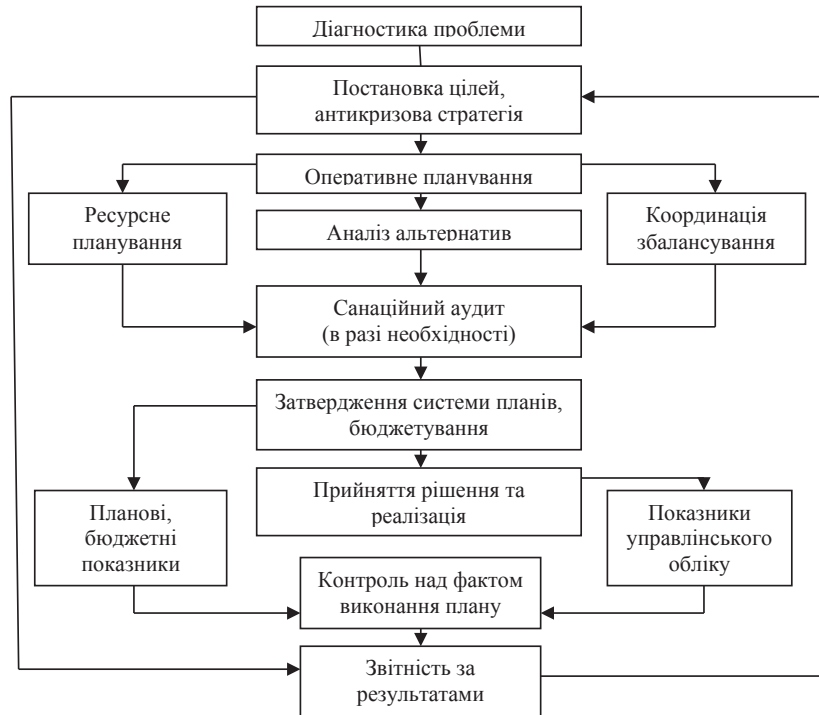 Діагностика проблеми
Постановка цілей,
антикризова стратегія
Оперативне планування
Ресурсне
планування
Аналіз альтернатив
Координація
збалансування
Санаційний аудит
(в разі необхідності)
Затвердження системи планів,
бюджетування
Прийняття рішення та
реалізація
Планові,
бюджетні
показники
Показники
управлінського
обліку
Контроль над фактом
виконання плану
Звітність за
результатами